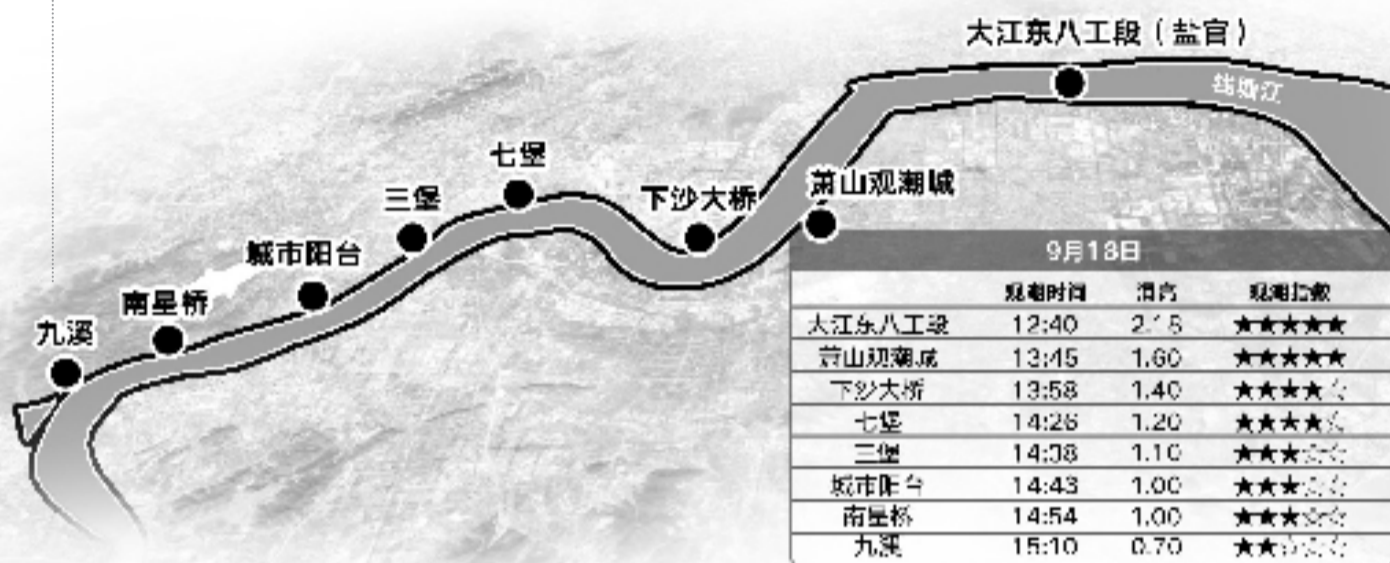 大江东八工段（盐官）
钱塘江
七堡
萧山观潮城
三堡
下沙大桥
城市阳台
南星桥
九溪
9月18日
观潮时间 潮高 观潮指数
大江东八工段 12:40 2.18 ★★★★★
萧山观潮城 13:45 1.60 ★★★★★
下沙大桥 13:58 1.40 ★★★★☆
七堡 14:26 1.20 ★★★★☆
三堡 14:38 1.10 ★★★☆☆
城市阳台 14:43 1.00 ★★★☆☆
南星桥 14:54 1.00 ★★★☆☆
九溪 15:10 0.70 ★★☆☆☆